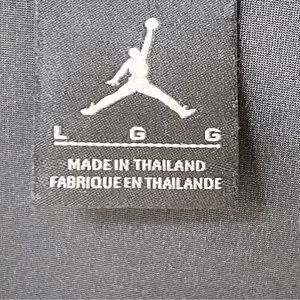 L G G
MADE IN THAILAND
FABRIQUE EN THAILANDE